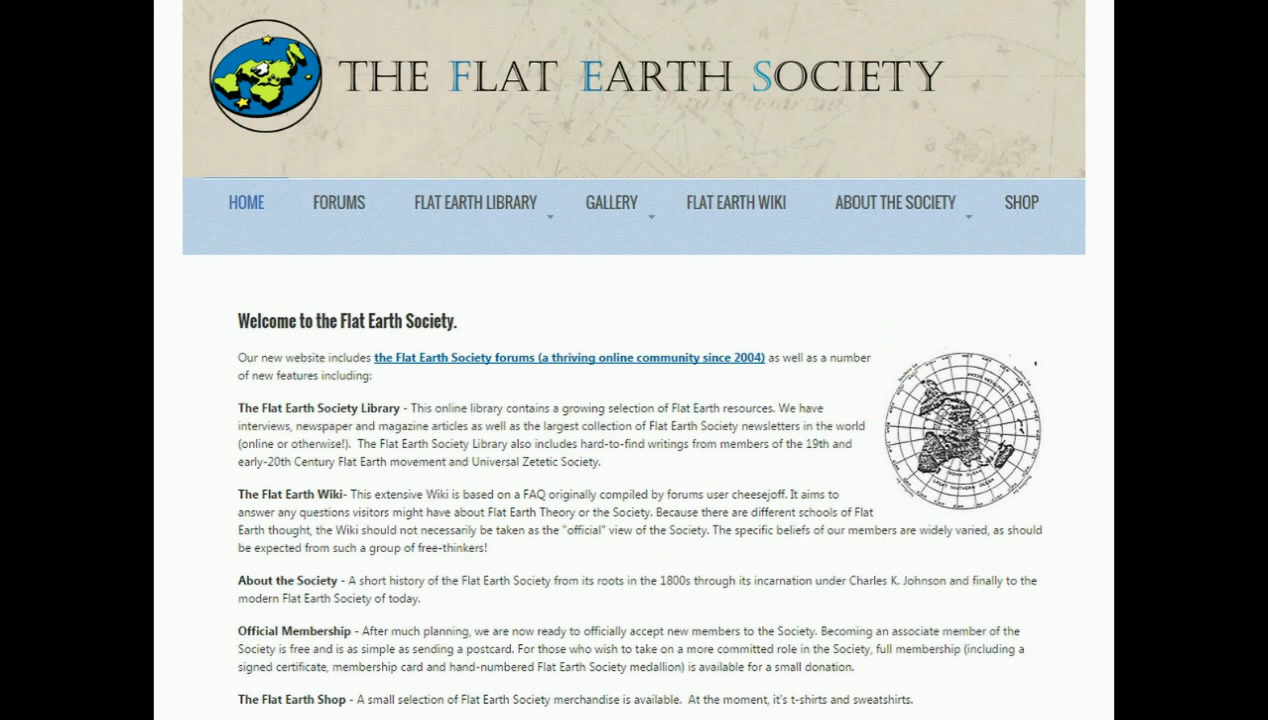 THE FLAT EARTH SOCIETY
HOME FORUMS FLAT EARTH LIBRARY GALLERY FLAT EARTH WIKI ABOUT THE SOCIETY SHOP
Welcome to the Flat Earth Society.
Our new website includes the Flat Earth Society forums (a thriving online community since 2004) as well as a number
of new features including:
The Flat Earth Society Library - This online library contains a growing selection of Flat Earth resources. We have
interviews, newspaper and magazine articles as well as the largest collection of Flat Earth Society newsletters in the world
(online or otherwise!). The Flat Earth Society Library also includes hard-to-find writings from members of the 19th and
early-20th Century Flat Earth movement and Universal Zetetic Society.
The Flat Earth Wiki- This extensive Wiki is based on a FAQ originally compiled by forums user cheesejoff. It aims to
answer any questions visitors might have about Flat Earth Theory or the Society. Because there are different schools of Flat
Earth thought, the Wiki should not necessarily be taken as the "official" view of the Society. The specific beliefs of our members are widely varied, as should
be expected from such a group of free-thinkers!
About the Society - A short history of the Flat Earth Society from its roots in the 1800s through its incarnation under Charles K. Johnson and finally to the
modern Flat Earth Society of today.
Official Membership - After much planning, we are now ready to officially accept new members to the Society. Becoming an associate member of the
Society is free and is as simple as sending a postcard. For those who wish to take on a more committed role in the Society, full membership (including a
signed certificate, membership card and hand-numbered Flat Earth Society medallion) is available for a small donation.
The Flat Earth Shop - A small selection of Flat Earth Society merchandise is available. At the moment, it's t-shirts and sweatshirts.